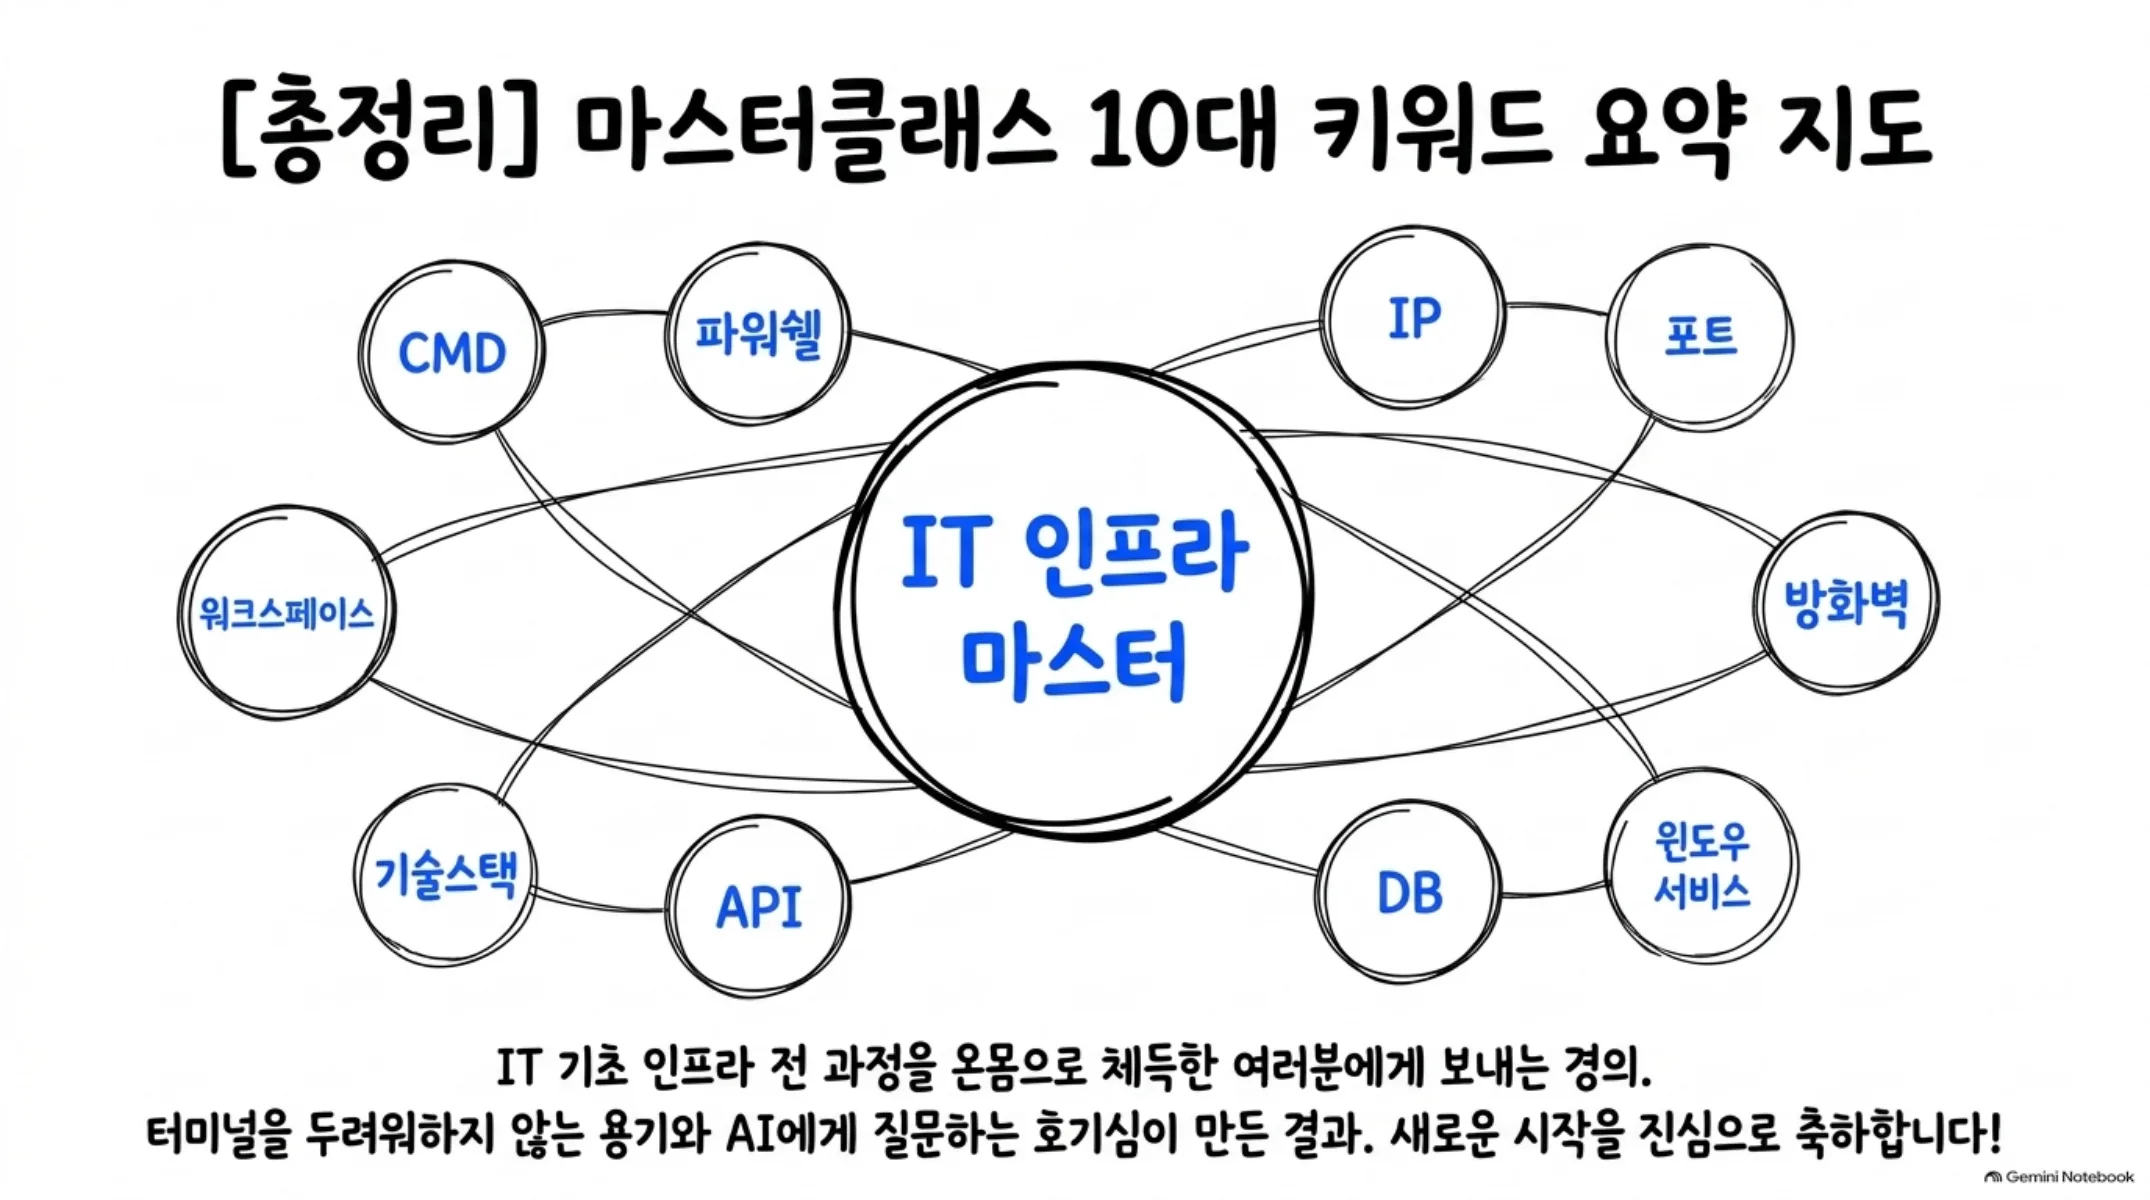 [총정리] 마스터클래스 10대 키워드 요약 지도
CMD
파워쉘
IP
포트
워크스페이스
IT 인프라
마스터
방화벽
기술스택
API
DB
윈도우
서비스
IT 기초 인프라 전 과정을 온몸으로 체득한 여러분에게 보내는 경의.
터미널을 두려워하지 않는 용기와 AI에게 질문하는 호기심이 만든 결과. 새로운 시작을 진심으로 축하합니다!
Gemini Notebook